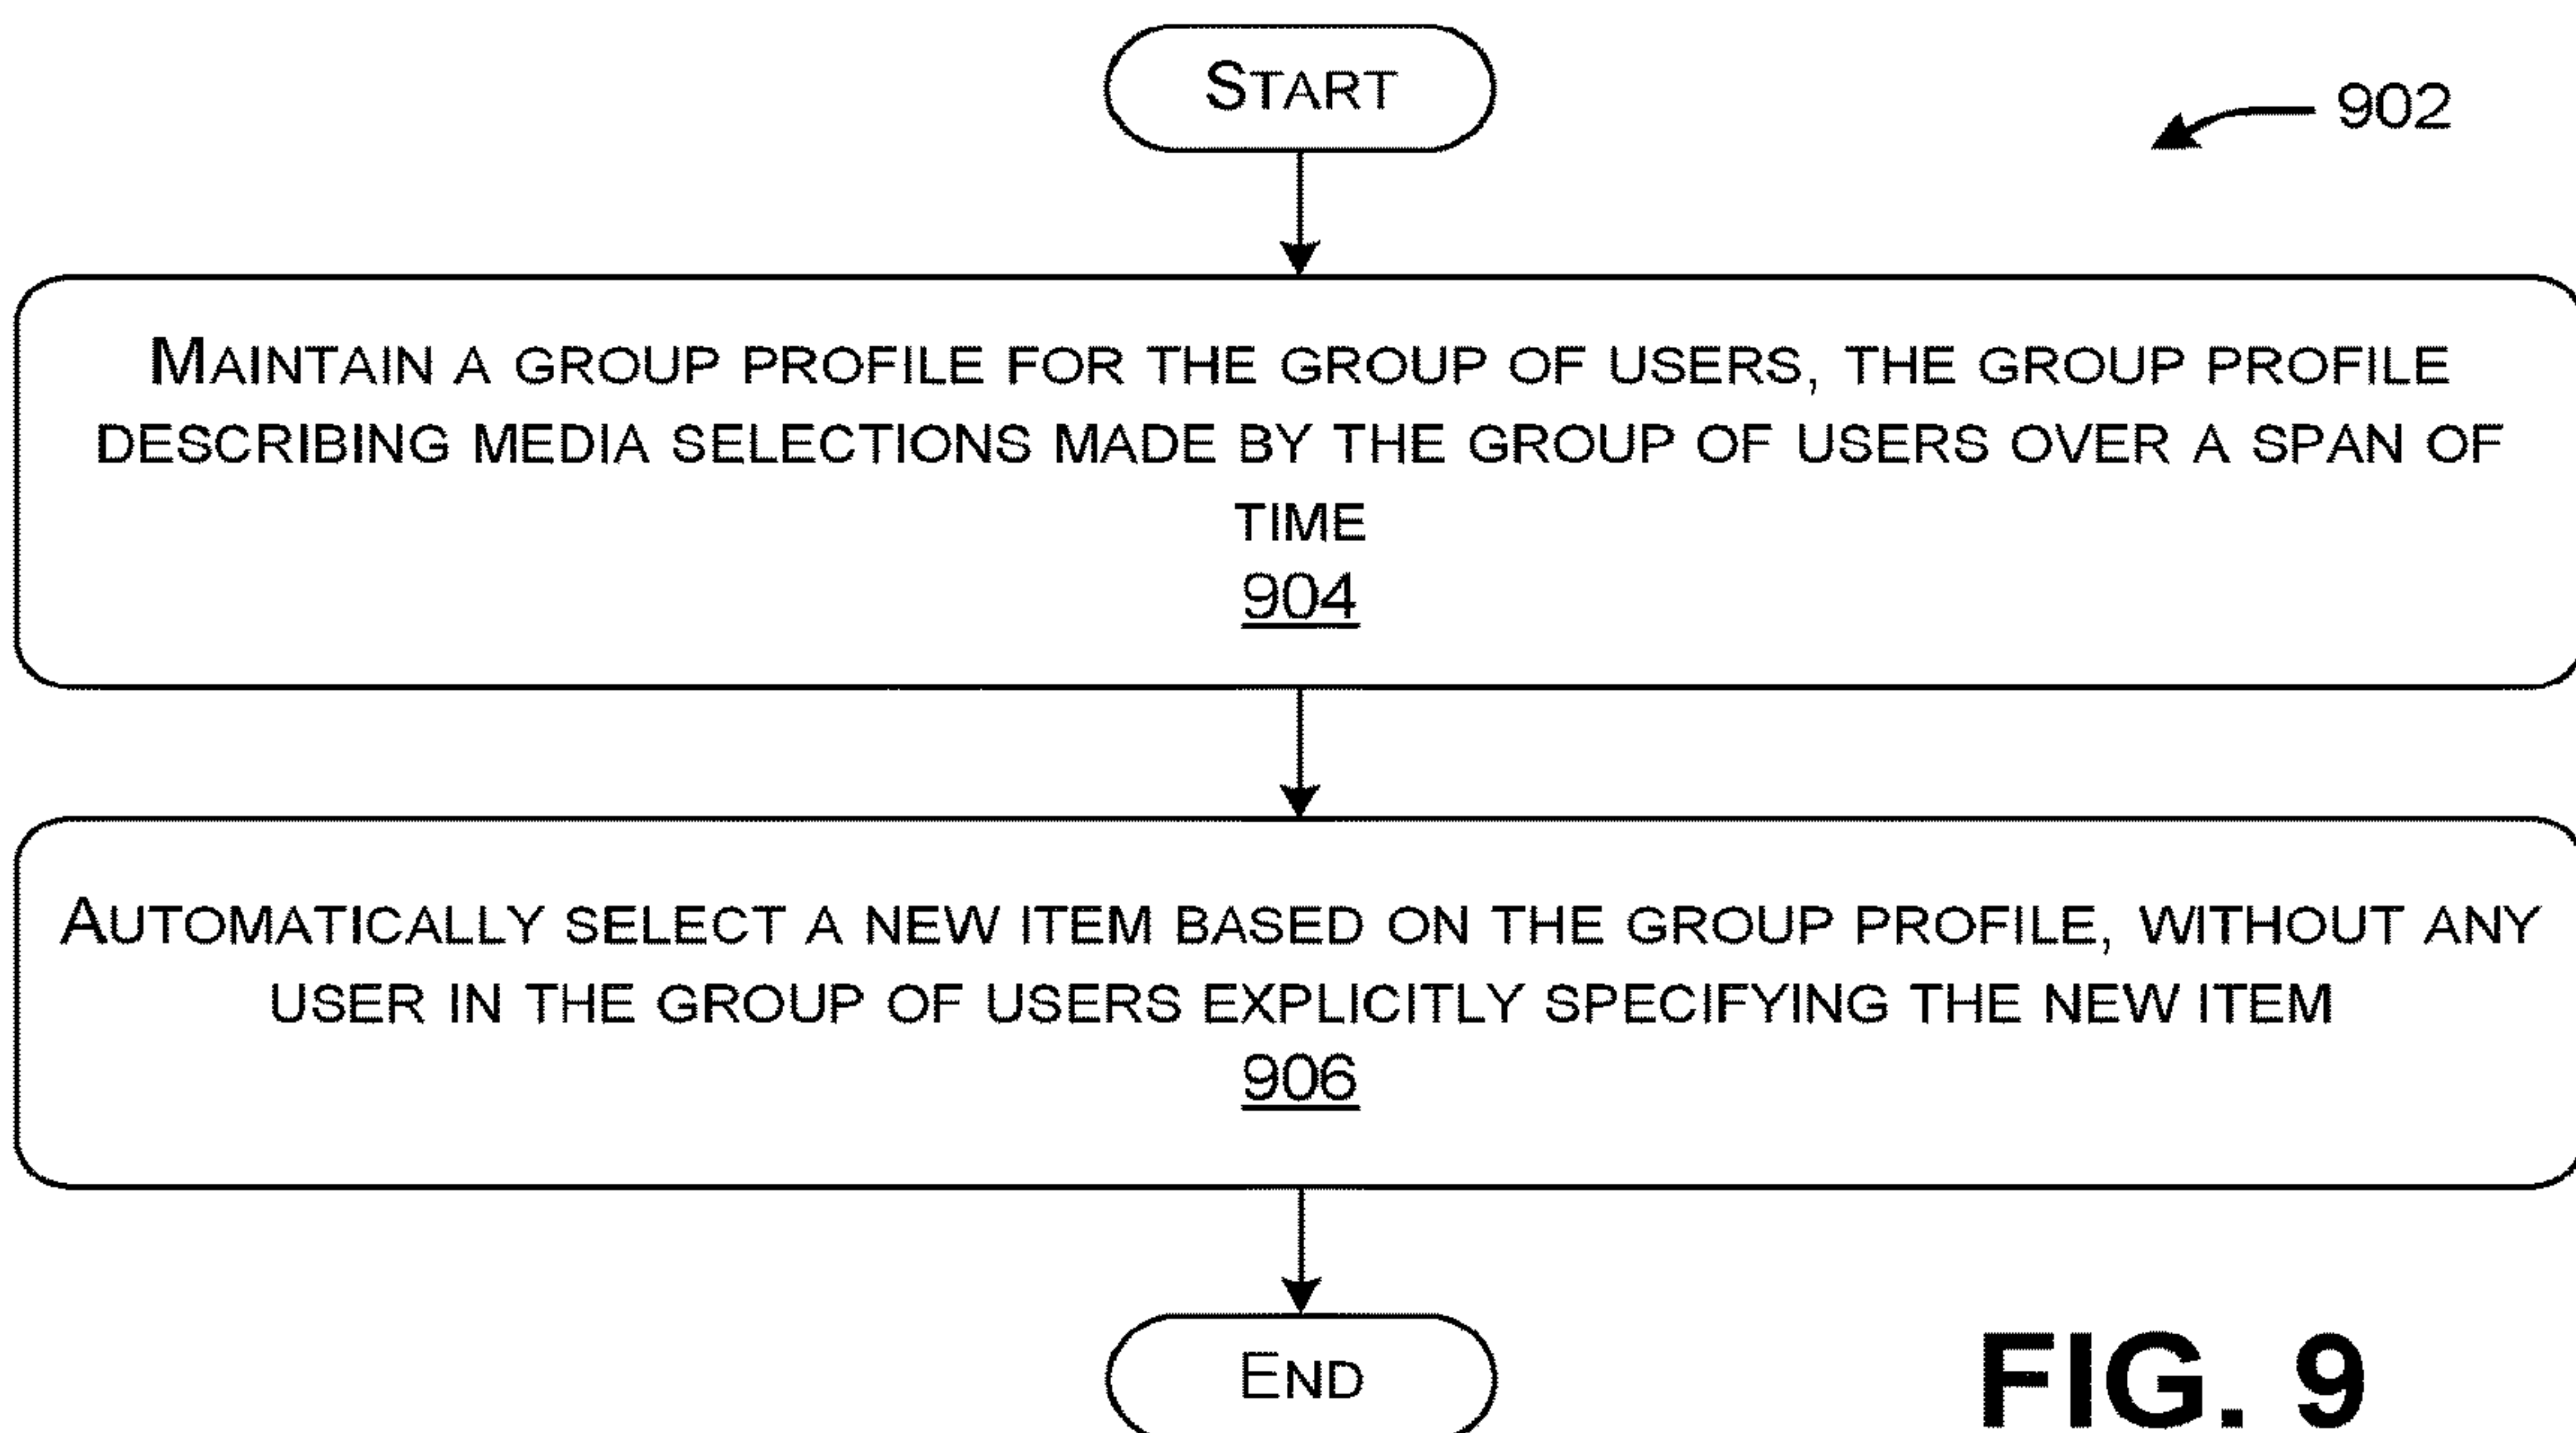 START
902
MAINTAIN A GROUP PROFILE FOR THE GROUP OF USERS, THE GROUP PROFILE
DESCRIBING MEDIA SELECTIONS MADE BY THE GROUP OF USERS OVER A SPAN OF
TIME
904
AUTOMATICALLY SELECT A NEW ITEM BASED ON THE GROUP PROFILE, WITHOUT ANY
USER IN THE GROUP OF USERS EXPLICITLY SPECIFYING THE NEW ITEM
906
END
FIG. 9